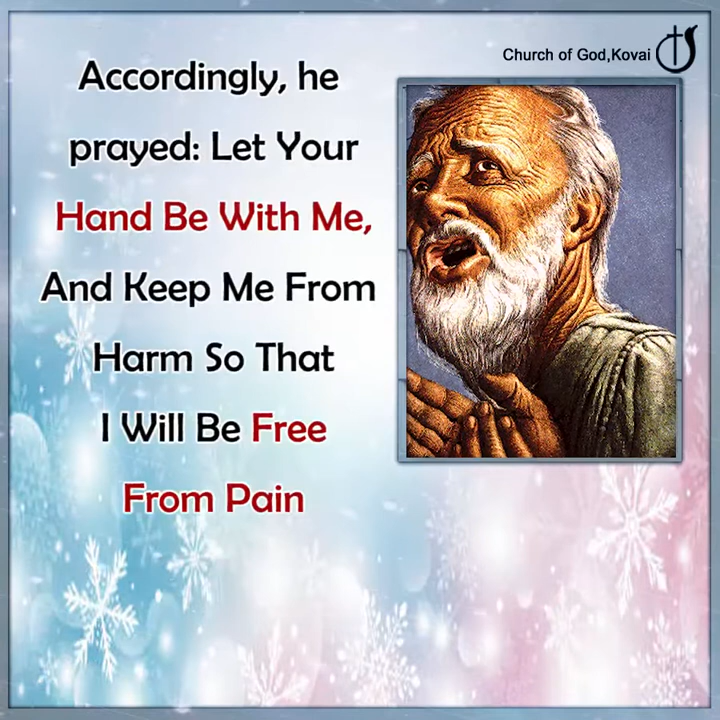 Church of God,Kovai
Accordingly, he
prayed: Let Your
Hand Be With Me,
And Keep Me From
Harm So That
I Will Be Free
From Pain